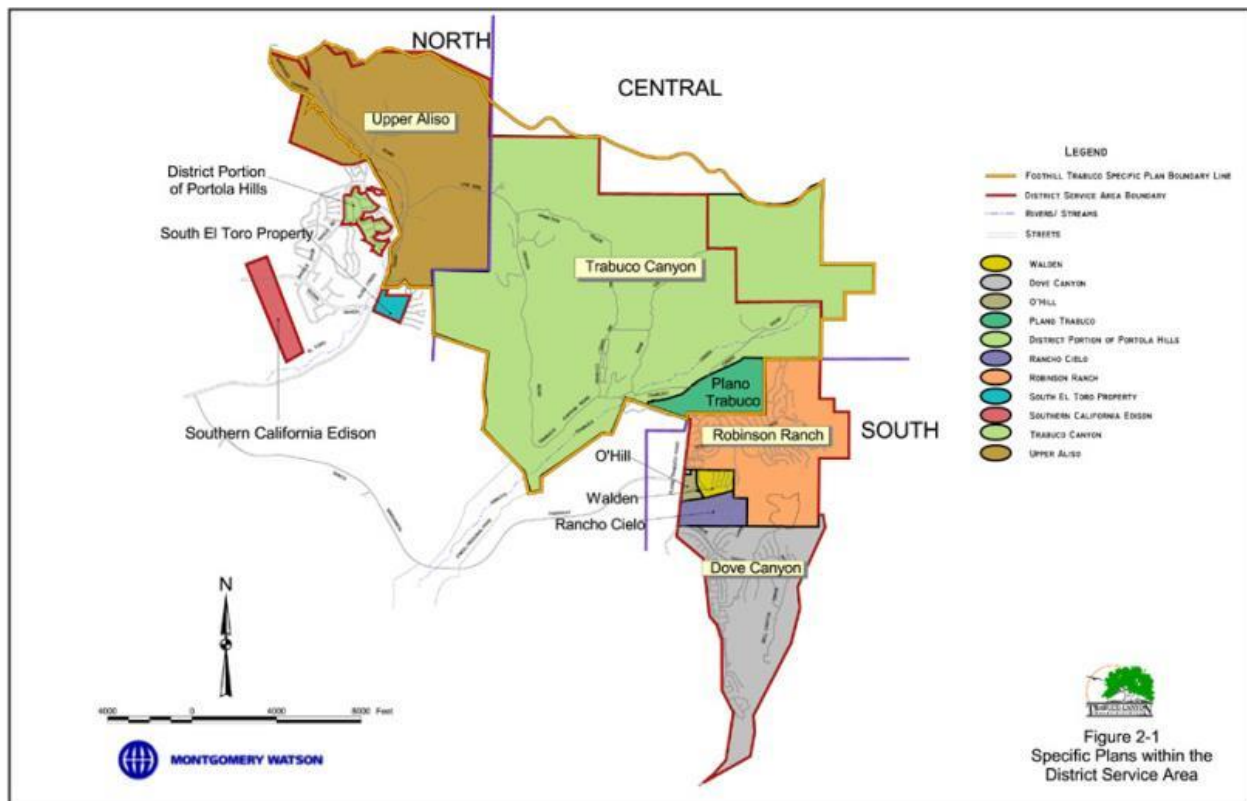 NORTH
CENTRAL
Upper Aliso
District Portion
of Portola Hills
South El Toro Property
Trabuco Canyon
Southern California Edison
Plano
Trabuco
Robinson Ranch
SOUTH
O'Hill
Walden
Rancho Cielo
Dove Canyon
LEGEND
FOOTHILL TRABUCO SPECIFIC PLAN BOUNDARY LINE
DISTRICT SERVICE AREA BOUNDARY
RIVERS/ STREAMS
STREETS
WALDEN
DOVE CANYON
O'HILL
PLANO TRABUCO
DISTRICT PORTION OF PORTOLA HILLS
RANCHO CIELO
ROBINSON RANCH
SOUTH EL TORO PROPERTY
SOUTHERN CALIFORNIA EDISON
TRABUCO CANYON
UPPER ALISO
N
4000 0 4000 8000 Feet
MONTGOMERY WATSON
TRABUCO CANYON
Figure 2-1
Specific Plans within the
District Service Area